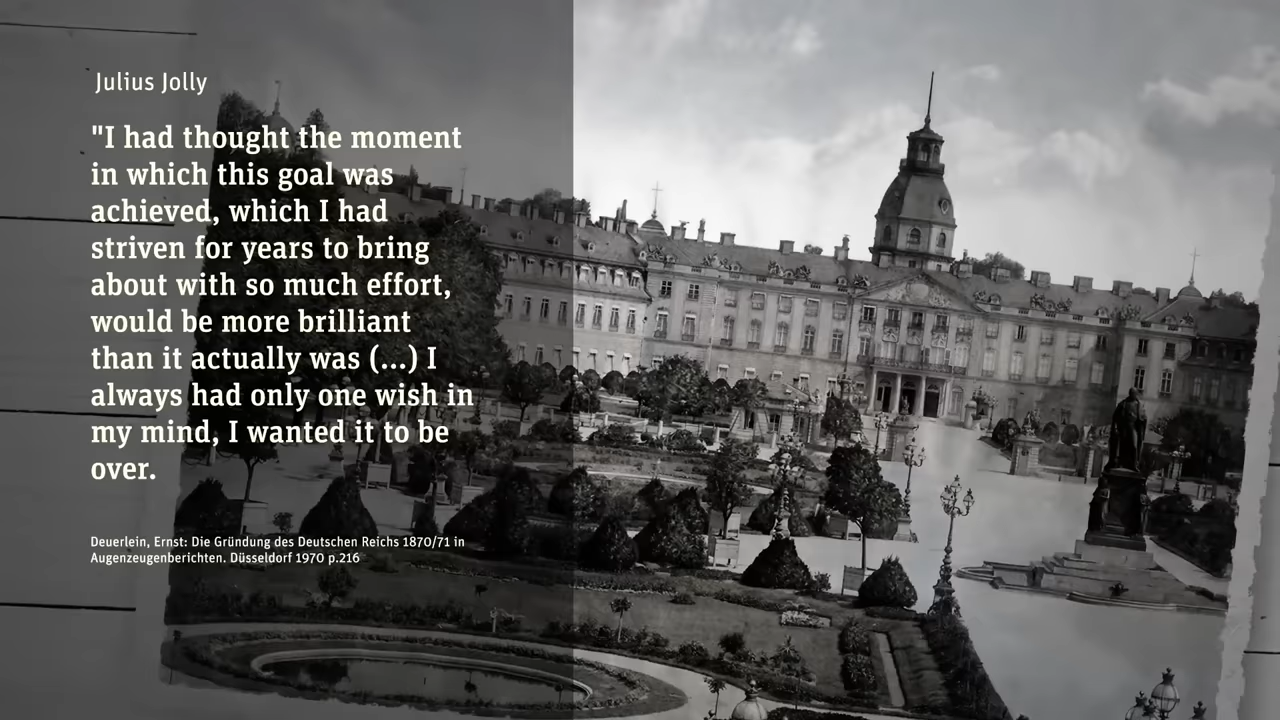 Julius Jolly
"I had thought the moment
in which this goal was
achieved, which I had
striven for years to bring
about with so much effort,
would be more brilliant
than it actually was (...) I
always had only one wish in
my mind, I wanted it to be
over.
Deuerlein, Ernst: Die Gründung des Deutschen Reichs 1870/71 in
Augenzeugenberichten. Düsseldorf 1970 p.216